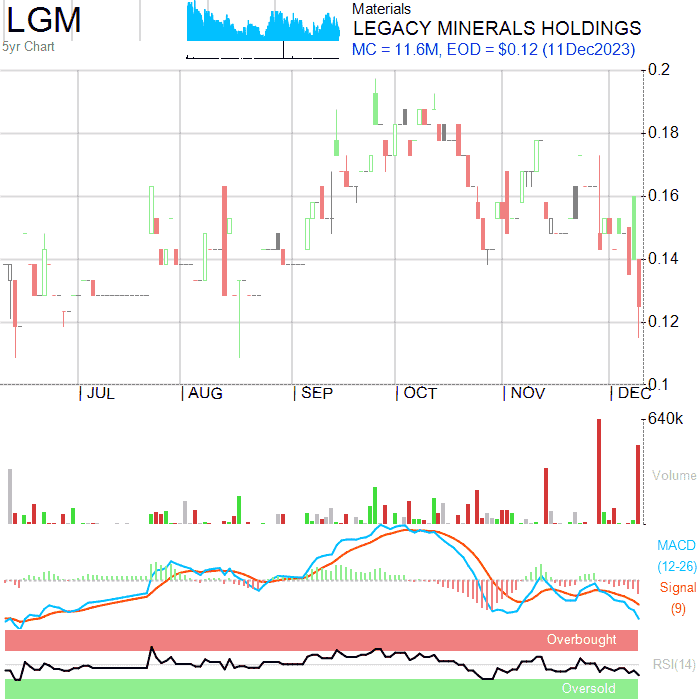 LGM
5yr Chart
Materials
LEGACY MINERALS HOLDINGS
MC = 11.6M, EOD = $0.12 (11Dec2023)
0.2
0.18
0.16
0.14
0.12
0.1
| JUL | AUG | SEP | OCT | NOV | DEC
640k
Volume
MACD
(12-26)
Signal
(9)
Overbought
RSI(14)
Oversold